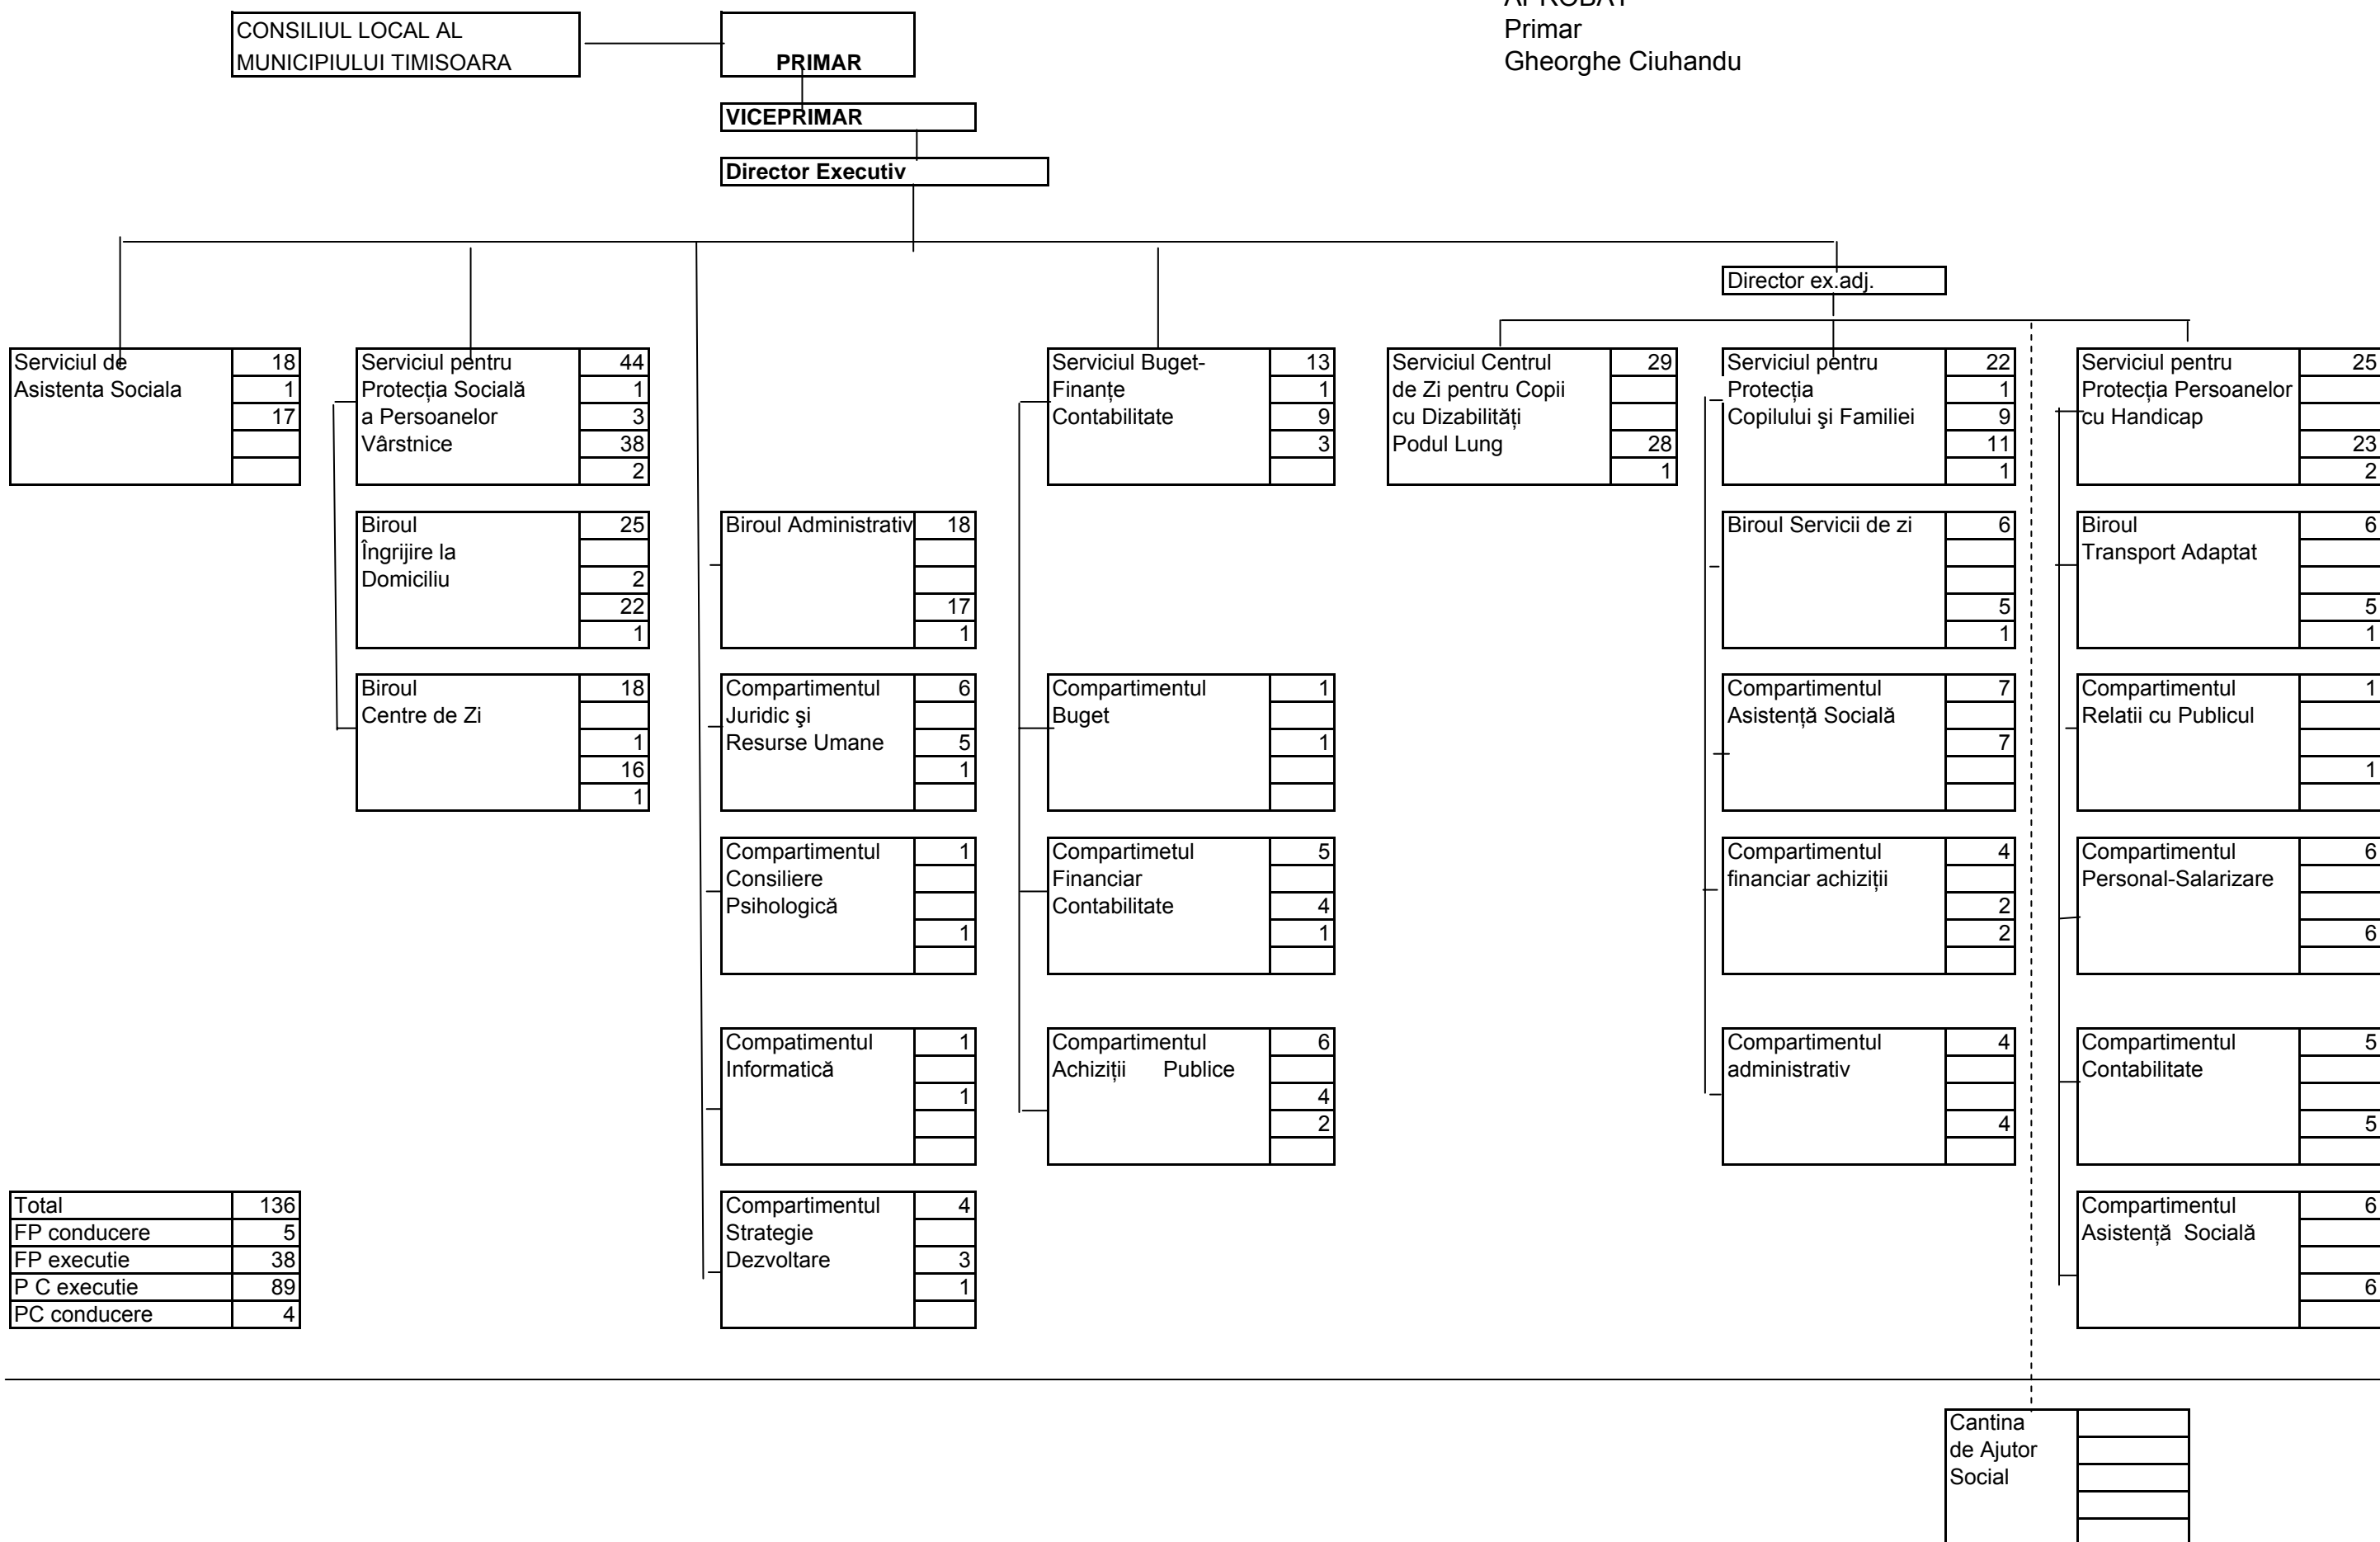 APROBAT
Primar
Gheorghe Ciuhandu
CONSILIUL LOCAL AL
MUNICIPIULUI TIMISOARA
PRIMAR
VICEPRIMAR
Director Executiv
Director ex.adj.
Serviciul de 18
Asistenta Sociala 1
17
Serviciul pentru 44
Protecția Socială 1
a Persoanelor 3
Vârstnice 38
2
Serviciul Buget- 13
Finanțe 1
Contabilitate 9
3
Serviciul Centrul 29
de Zi pentru Copii
cu Dizabilități
Podul Lung 28
1
Serviciul pentru 22
Protecția 1
Copilului şi Familiei 9
11
1
Serviciul pentru 25
Protecția Persoanelor
cu Handicap
23
2
Biroul 25
Îngrijire la
Domiciliu 2
22
1
Biroul Administrativ 18
17
1
Biroul Servicii de zi 6
5
1
Biroul 6
Transport Adaptat
5
1
Biroul 18
Centre de Zi
1
16
1
Compartimentul 6
Juridic şi
Resurse Umane 5
1
Compartimentul 1
Buget
1
Compartimentul 7
Asistență Socială
7
Compartimentul 1
Relatii cu Publicul
1
Compartimentul 1
Consiliere
Psihologică
1
Compartimetul 5
Financiar
Contabilitate 4
1
Compartimentul 4
financiar achiziții
2
2
Compartimentul 6
Personal-Salarizare
6
Compatimentul 1
Informatică
1
Compartimentul 6
Achiziții Publice
4
2
Compartimentul 4
administrativ
4
Compartimentul 5
Contabilitate
5
Total 136
FP conducere 5
FP executie 38
P C executie 89
PC conducere 4
Compartimentul 4
Strategie
Dezvoltare 3
1
Compartimentul 6
Asistență Socială
6
Cantina
de Ajutor
Social